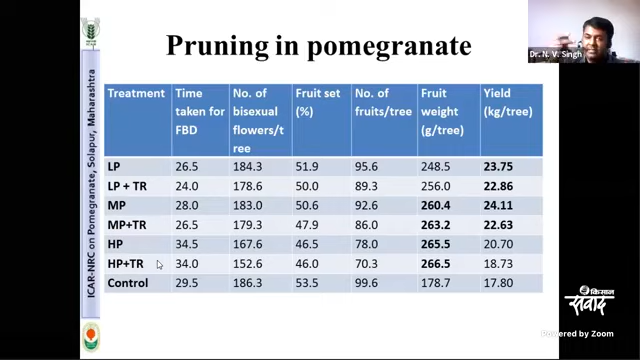 Pruning in pomegranate
Dr. N. V. Singh
ICAR-NRC on Pomegranate, Solapur, Maharashtra
Treatment Time taken for FBD No. of bisexual flowers/t ree Fruit set (%) No. of fruits/tree Fruit weight (g/tree) Yield (kg/tree)
LP 26.5 184.3 51.9 95.6 248.5 23.75
LP + TR 24.0 178.6 50.0 89.3 256.0 22.86
MP 28.0 183.0 50.6 92.6 260.4 24.11
MP+TR 26.5 179.3 47.9 86.0 263.2 22.63
HP 34.5 167.6 46.5 78.0 265.5 20.70
HP+TR 34.0 152.6 46.0 70.3 266.5 18.73
Control 29.5 186.3 53.5 99.6 178.7 17.80
किसान
संवाद
Powered by Zoom